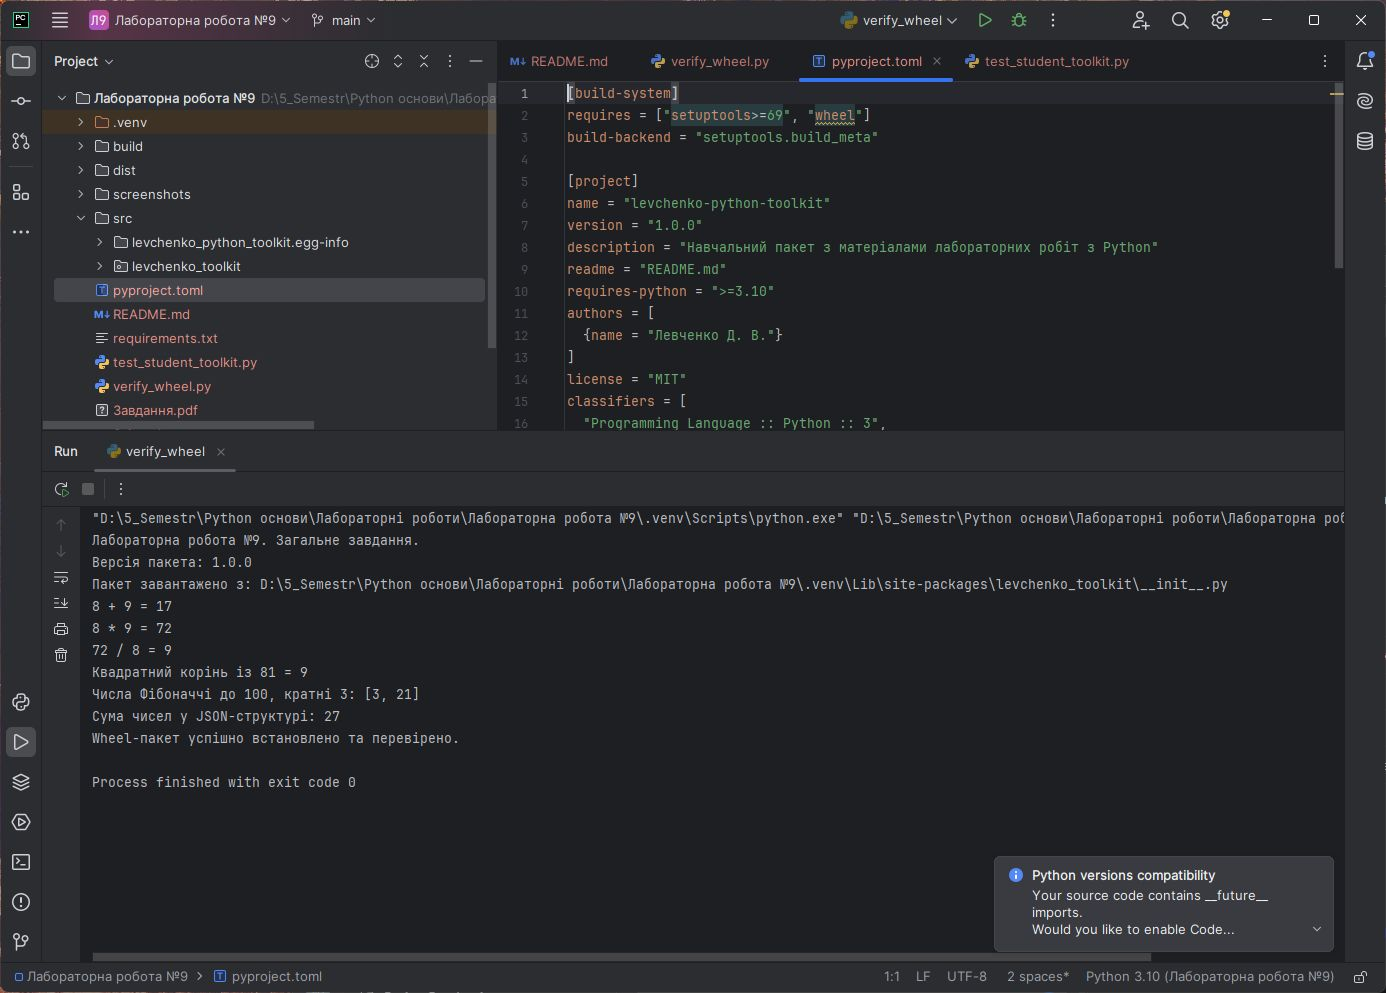 PC
Л9 Лабораторна робота №9
main
verify_wheel
Project
README.md
verify_wheel.py
pyproject.toml
test_student_toolkit.py
Лабораторна робота №9 D:\5_Semestr\Python основи\Лабора
.venv
build
dist
screenshots
src
levchenko_python_toolkit.egg-info
levchenko_toolkit
pyproject.toml
README.md
requirements.txt
test_student_toolkit.py
verify_wheel.py
Завдання.pdf
1 [build-system]
2 requires = ["setuptools>=69", "wheel"]
3 build-backend = "setuptools.build_meta"
4
5 [project]
6 name = "levchenko-python-toolkit"
7 version = "1.0.0"
8 description = "Навчальний пакет з матеріалами лабораторних робіт з Python"
9 readme = "README.md"
10 requires-python = ">=3.10"
11 authors = [
12 {name = "Левченко Д. В."}
13 ]
14 license = "MIT"
15 classifiers = [
16 "Programming Language :: Python :: 3",
Run
verify_wheel
"D:\5_Semestr\Python основи\Лабораторні роботи\Лабораторна робота №9\.venv\Scripts\python.exe" "D:\5_Semestr\Python основи\Лабораторні роботи\Лабораторна роб
Лабораторна робота №9. Загальне завдання.
Версія пакета: 1.0.0
Пакет завантажено з: D:\5_Semestr\Python основи\Лабораторні роботи\Лабораторна робота №9\.venv\Lib\site-packages\levchenko_toolkit\__init__.py
8 + 9 = 17
8 * 9 = 72
72 / 8 = 9
Квадратний корінь із 81 = 9
Числа Фібоначчі до 100, кратні 3: [3, 21]
Сума чисел у JSON-структурі: 27
Wheel-пакет успішно встановлено та перевірено.
Process finished with exit code 0
Python versions compatibility
Your source code contains __future__
imports.
Would you like to enable Code...
Лабораторна робота №9 > pyproject.toml
1:1 LF UTF-8 2 spaces* Python 3.10 (Лабораторна робота №9)